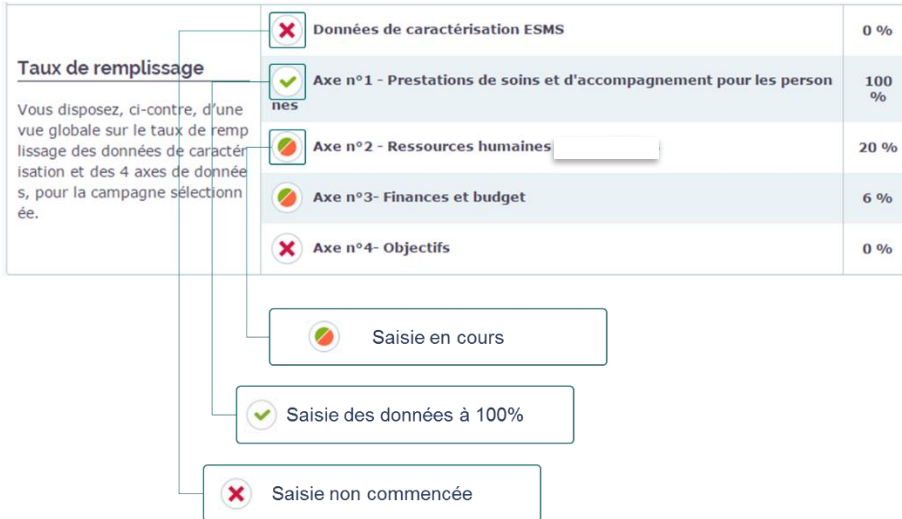 Taux de remplissage
Vous disposez, ci-contre, d'une
vue globale sur le taux de remp
lissage des données de caractér
isation et des 4 axes de donnée
s, pour la campagne sélectionn
ée.
Données de caractérisation ESMS
0 %
Axe n°1 - Prestations de soins et d'accompagnement pour les person
nes
100
%
Axe n°2 - Ressources humaines
20 %
Axe n°3- Finances et budget
6 %
Axe n°4- Objectifs
0 %
Saisie en cours
Saisie des données à 100%
Saisie non commencée